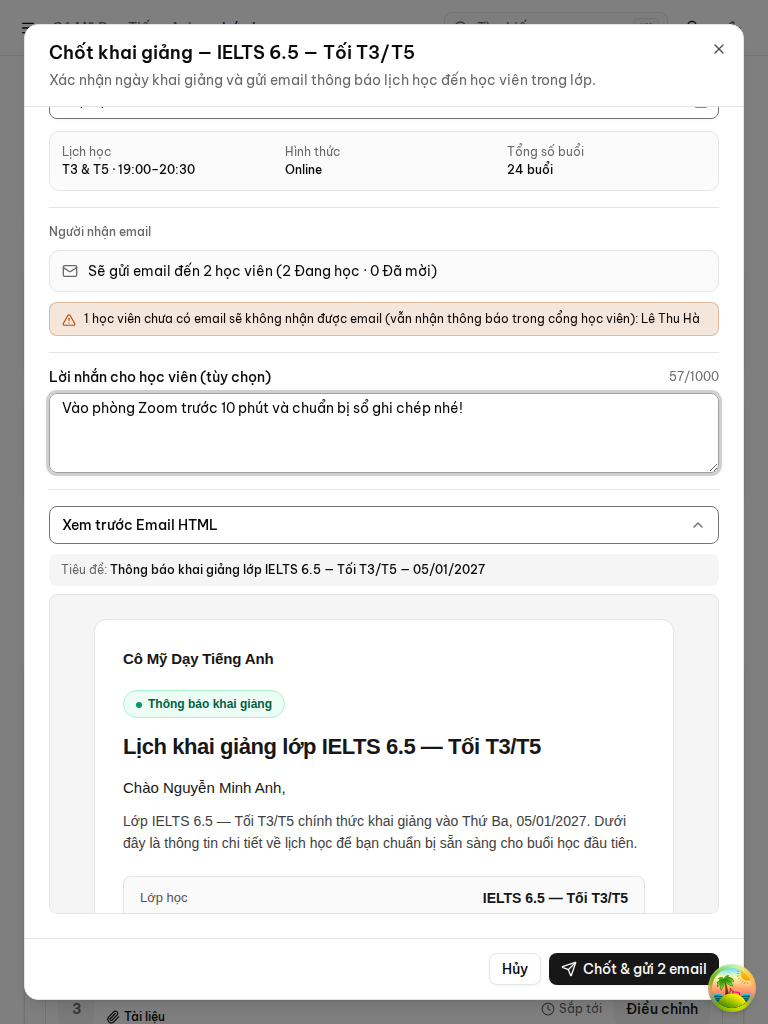 Chốt khai giảng — IELTS 6.5 — Tối T3/T5
Xác nhận ngày khai giảng và gửi email thông báo lịch học đến học viên trong lớp.
Lịch học
T3 & T5 · 19:00–20:30
Hình thức
Online
Tổng số buổi
24 buổi
Người nhận email
Sẽ gửi email đến 2 học viên (2 Đang học · 0 Đã mời)
1 học viên chưa có email sẽ không nhận được email (vẫn nhận thông báo trong cổng học viên): Lê Thu Hà
Lời nhắn cho học viên (tùy chọn)
57/1000
Vào phòng Zoom trước 10 phút và chuẩn bị sổ ghi chép nhé!
Xem trước Email HTML
Tiêu đề: Thông báo khai giảng lớp IELTS 6.5 — Tối T3/T5 — 05/01/2027
Cô Mỹ Dạy Tiếng Anh
Thông báo khai giảng
Lịch khai giảng lớp IELTS 6.5 — Tối T3/T5
Chào Nguyễn Minh Anh,
Lớp IELTS 6.5 — Tối T3/T5 chính thức khai giảng vào Thứ Ba, 05/01/2027. Dưới
đây là thông tin chi tiết về lịch học để bạn chuẩn bị sẵn sàng cho buổi học đầu tiên.
Lớp học
IELTS 6.5 — Tối T3/T5
Hủy
Chốt & gửi 2 email
3
Tài liệu
Sắp tới
Điều chỉnh